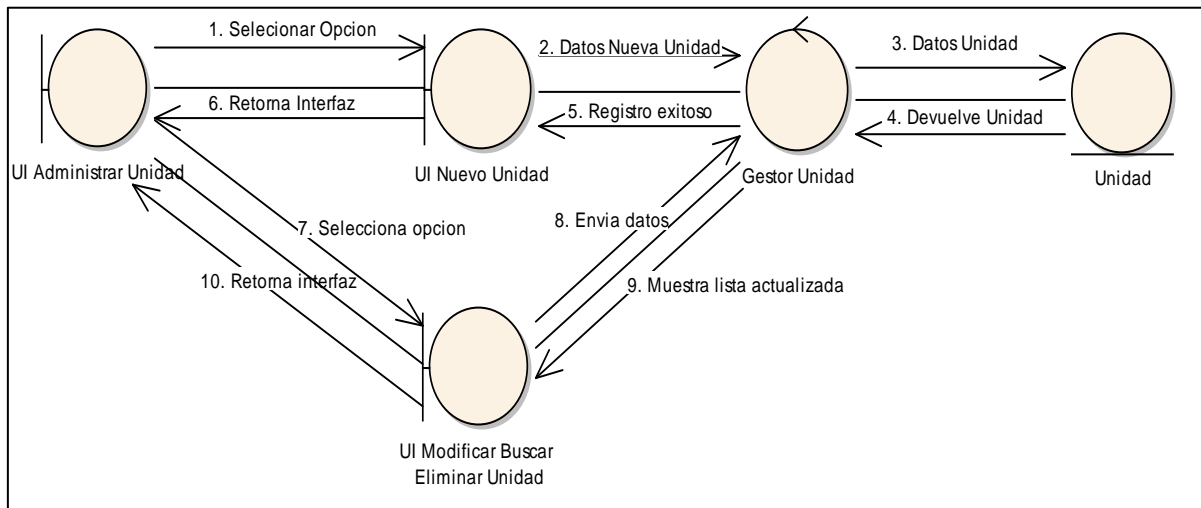 1. Selecionar Opcion
2. Datos Nueva Unidad
3. Datos Unidad
6. Retorna Interfaz
5. Registro exitoso
4. Devuelve Unidad
UI Administrar Unidad
UI Nuevo Unidad
Gestor Unidad
Unidad
7. Selecciona opcion
8. Envia datos
10. Retorna interfaz
9. Muestra lista actualizada
UI Modificar Buscar
Eliminar Unidad